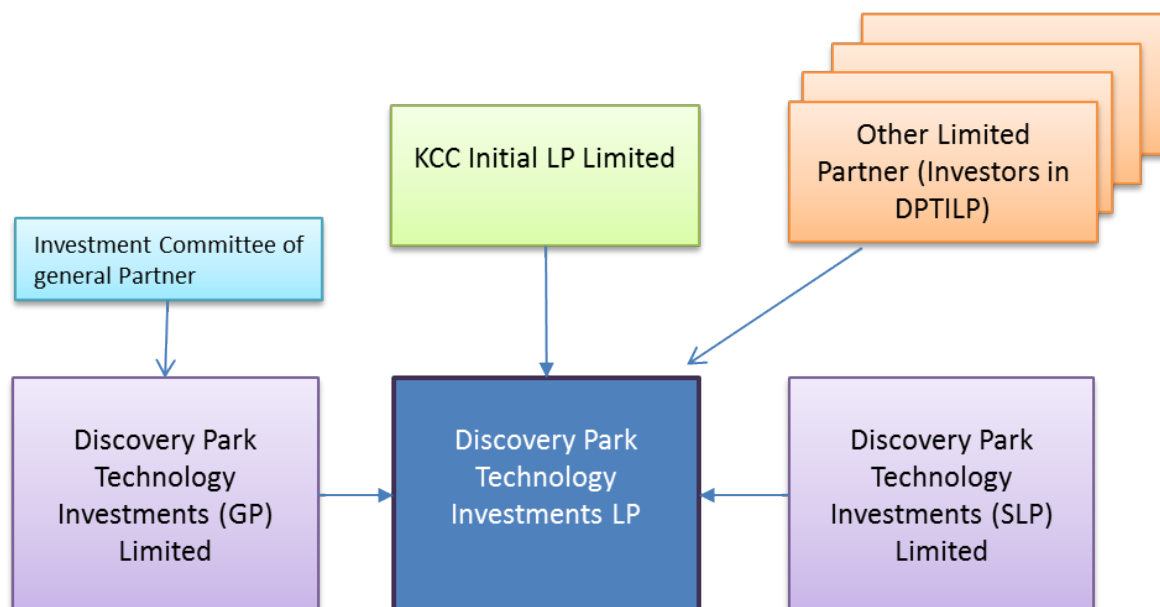 KCC Initial LP Limited
Other Limited
Partner (Investors in
DPTILP)
Investment Committee of
general Partner
Discovery Park
Technology
Investments (GP)
Limited
Discovery Park
Technology
Investments LP
Discovery Park
Technology
Investments (SLP)
Limited